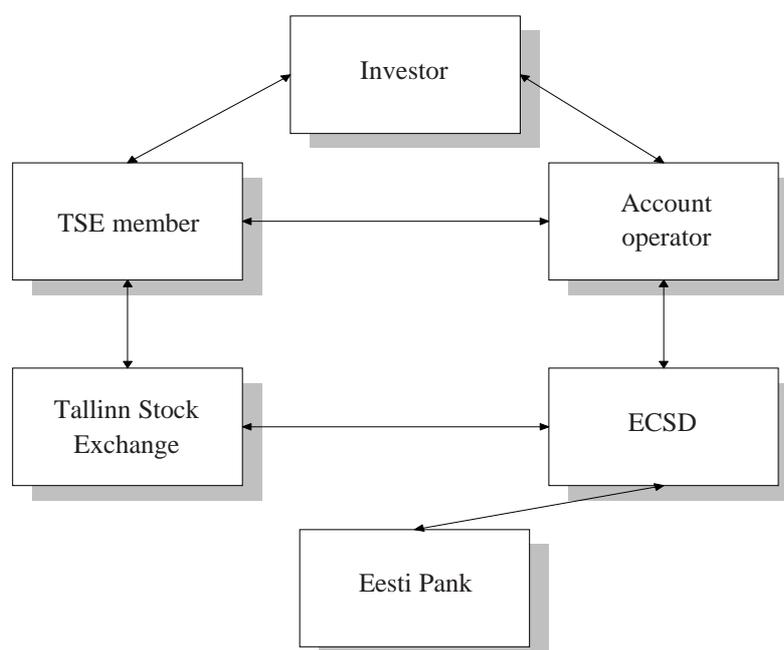 Investor
TSE member
Account
operator
Tallinn Stock
Exchange
ECSD
Eesti Pank